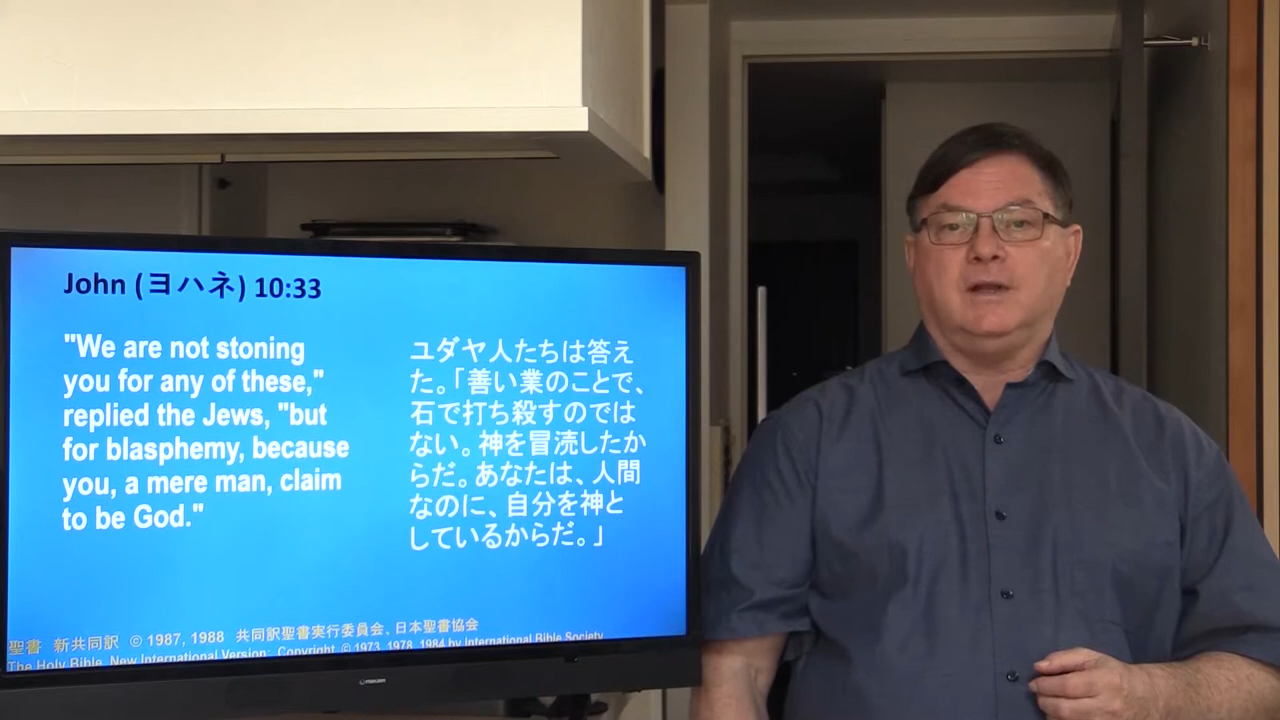 John (ヨハネ) 10:33
"We are not stoning
you for any of these,"
replied the Jews, "but
for blasphemy, because
you, a mere man, claim
to be God."
ユダヤ人たちは答え
た。「善い業のことで、
石で打ち殺すのでは
ない。神を冒瀆したか
らだ。あなたは、人間
なのに、自分を神と
しているからだ。」
聖書 新共同訳 © 1987, 1988 共同訳聖書実行委員会、日本聖書協会
The Holy Bible, New International Version; Copyright © 1973, 1978, 1984 by International Bible Society